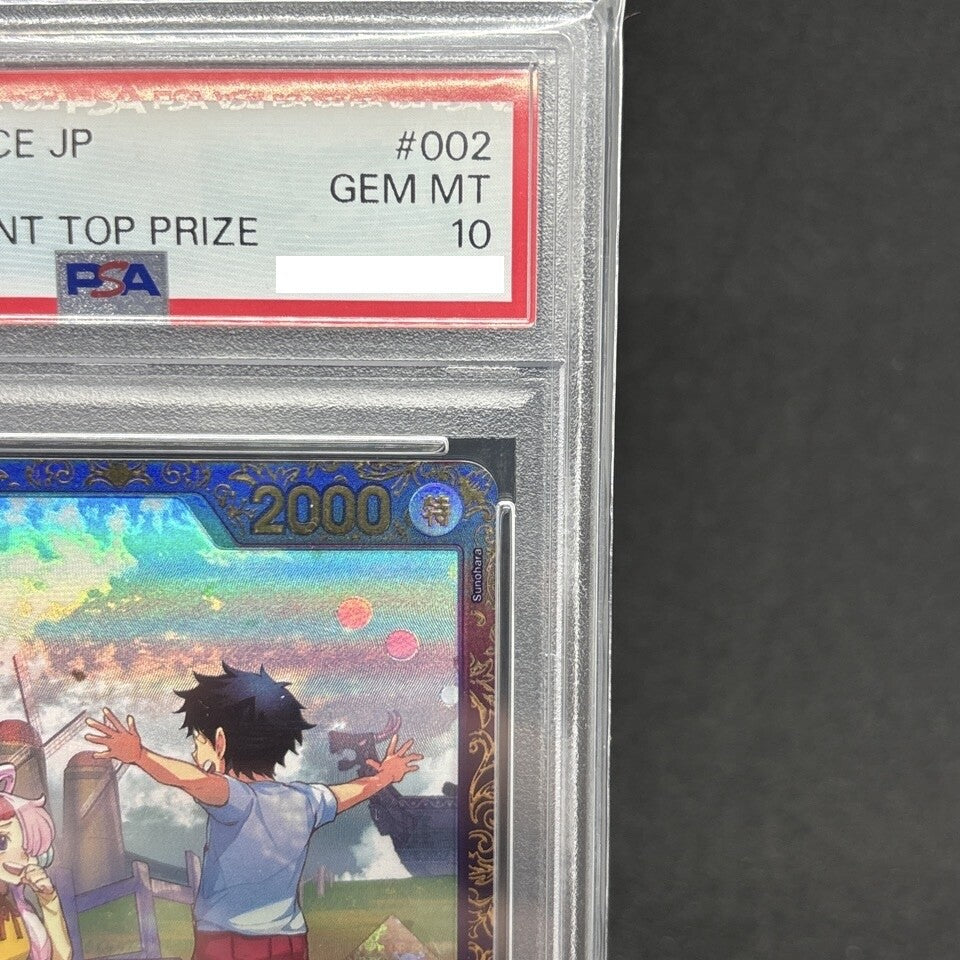 CE JP
#002
GEM MT
NT TOP PRIZE
10
PSA
2000
特
Sunohara